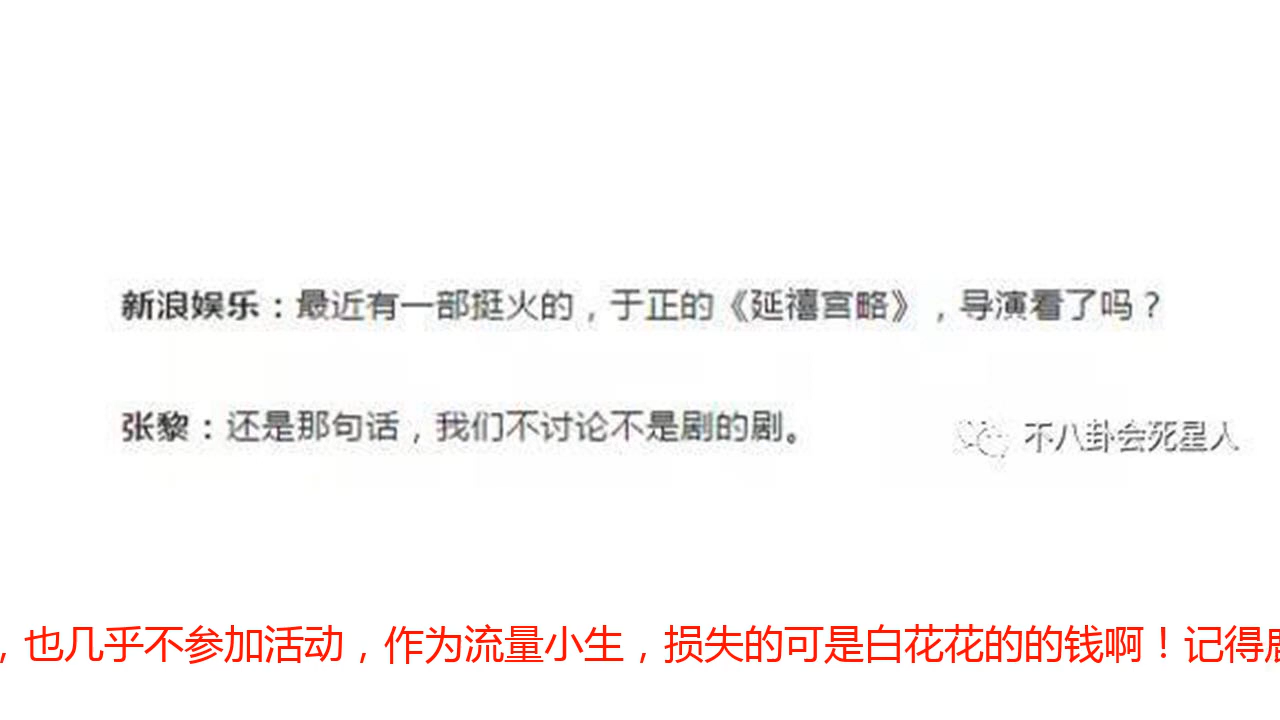 新浪娱乐：最近有一部挺火的，于正的《延禧宫略》，导演看了吗？
张黎：还是那句话，我们不讨论不是剧的剧。
不八卦会死星人
，也几乎不参加活动，作为流量小生，损失的可是白花花的的钱啊！记得